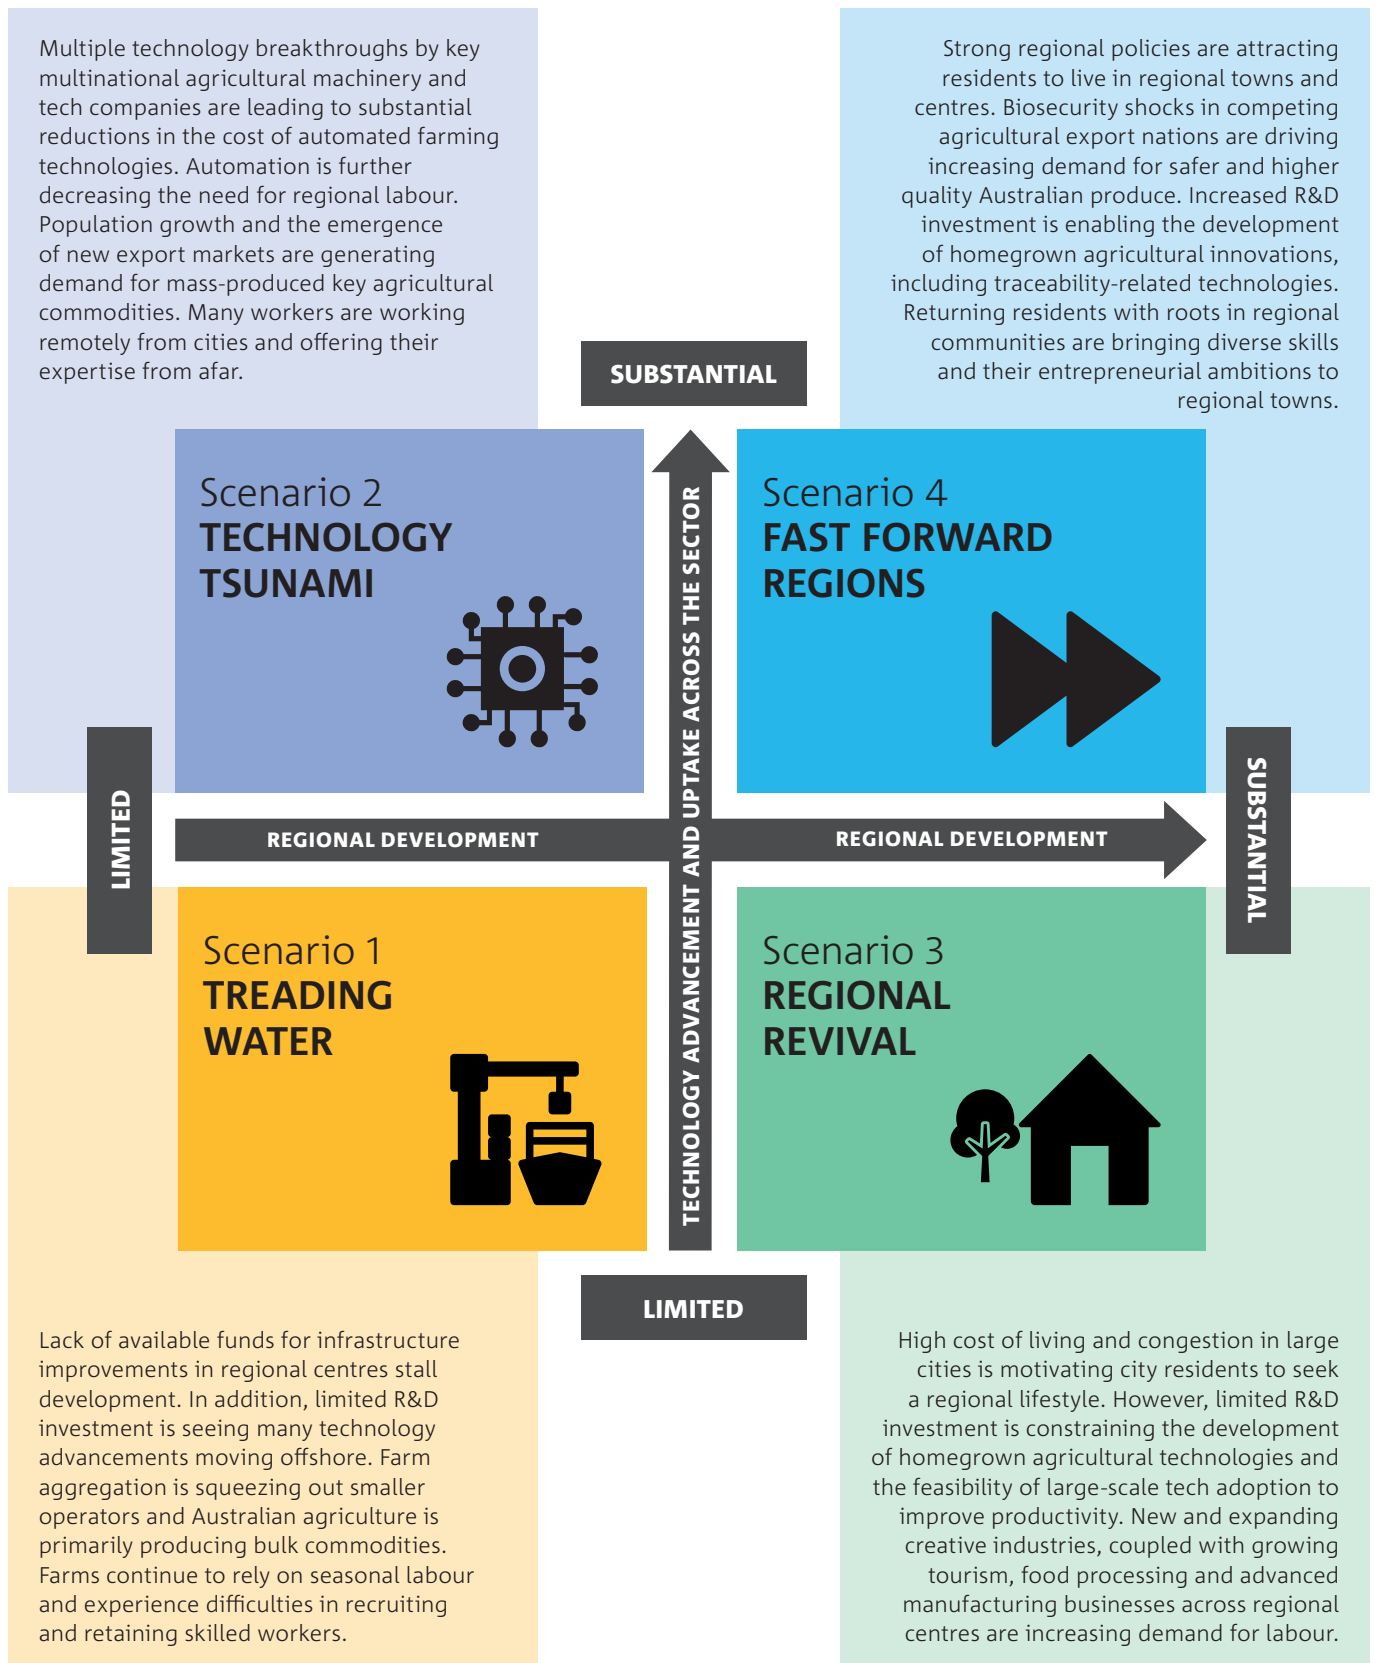 Multiple technology breakthroughs by key
multinational agricultural machinery and
tech companies are leading to substantial
reductions in the cost of automated farming
technologies. Automation is further
decreasing the need for regional labour.
Population growth and the emergence
of new export markets are generating
demand for mass-produced key agricultural
commodities. Many workers are working
remotely from cities and offering their
expertise from afar.
Strong regional policies are attracting
residents to live in regional towns and
centres. Biosecurity shocks in competing
agricultural export nations are driving
increasing demand for safer and higher
quality Australian produce. Increased R&D
investment is enabling the development
of homegrown agricultural innovations,
including traceability-related technologies.
Returning residents with roots in regional
communities are bringing diverse skills
and their entrepreneurial ambitions to
regional towns.
SUBSTANTIAL
Scenario 2
TECHNOLOGY
TSUNAMI
Scenario 4
FAST FORWARD
REGIONS
TECHNOLOGY ADVANCEMENT AND UPTAKE ACROSS THE SECTOR
LIMITED
REGIONAL DEVELOPMENT
REGIONAL DEVELOPMENT
SUBSTANTIAL
Scenario 1
TREADING
WATER
Scenario 3
REGIONAL
REVIVAL
LIMITED
Lack of available funds for infrastructure
improvements in regional centres stall
development. In addition, limited R&D
investment is seeing many technology
advancements moving offshore. Farm
aggregation is squeezing out smaller
operators and Australian agriculture is
primarily producing bulk commodities.
Farms continue to rely on seasonal labour
and experience difficulties in recruiting
and retaining skilled workers.
High cost of living and congestion in large
cities is motivating city residents to seek
a regional lifestyle. However, limited R&D
investment is constraining the development
of homegrown agricultural technologies and
the feasibility of large-scale tech adoption to
improve productivity. New and expanding
creative industries, coupled with growing
tourism, food processing and advanced
manufacturing businesses across regional
centres are increasing demand for labour.